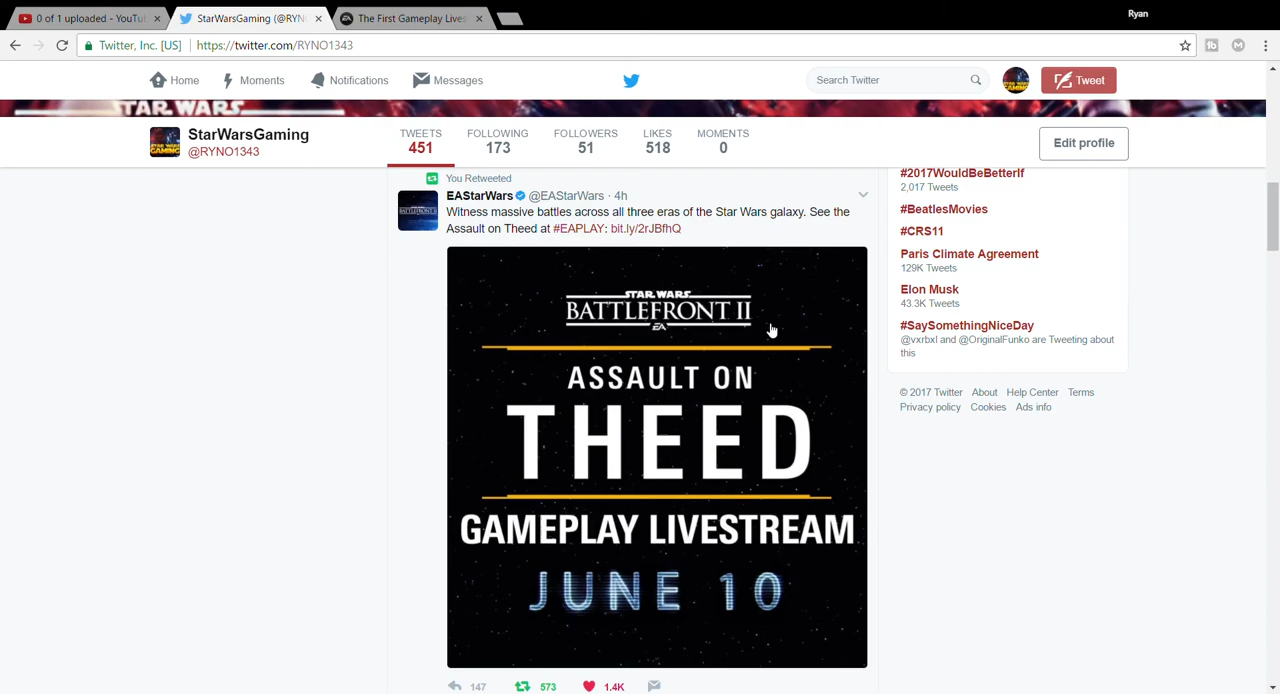 Ryan
0 of 1 uploaded - YouTu
StarWarsGaming (@RYN
The First Gameplay Lives
Twitter, Inc. [US] https://twitter.com/RYNO1343
Home Moments Notifications Messages
Search Twitter
Tweet
TAR WARS
StarWarsGaming
@RYNO1343
TWEETS FOLLOWING FOLLOWERS LIKES MOMENTS
451 173 51 518 0
Edit profile
You Retweeted
EAStarWars @EAStarWars · 4h
Witness massive battles across all three eras of the Star Wars galaxy. See the
Assault on Theed at #EAPLAY: bit.ly/2rJBfhQ
STAR WARS
BATTLEFRONT II
EA
ASSAULT ON
THEED
GAMEPLAY LIVESTREAM
JUNE 10
147 573 1.4K
#2017WouldBeBetterIf
2,017 Tweets
#BeatlesMovies
#CRS11
Paris Climate Agreement
129K Tweets
Elon Musk
43.3K Tweets
#SaySomethingNiceDay
@vxrbxl and @OriginalFunko are Tweeting about
this
© 2017 Twitter About Help Center Terms
Privacy policy Cookies Ads info